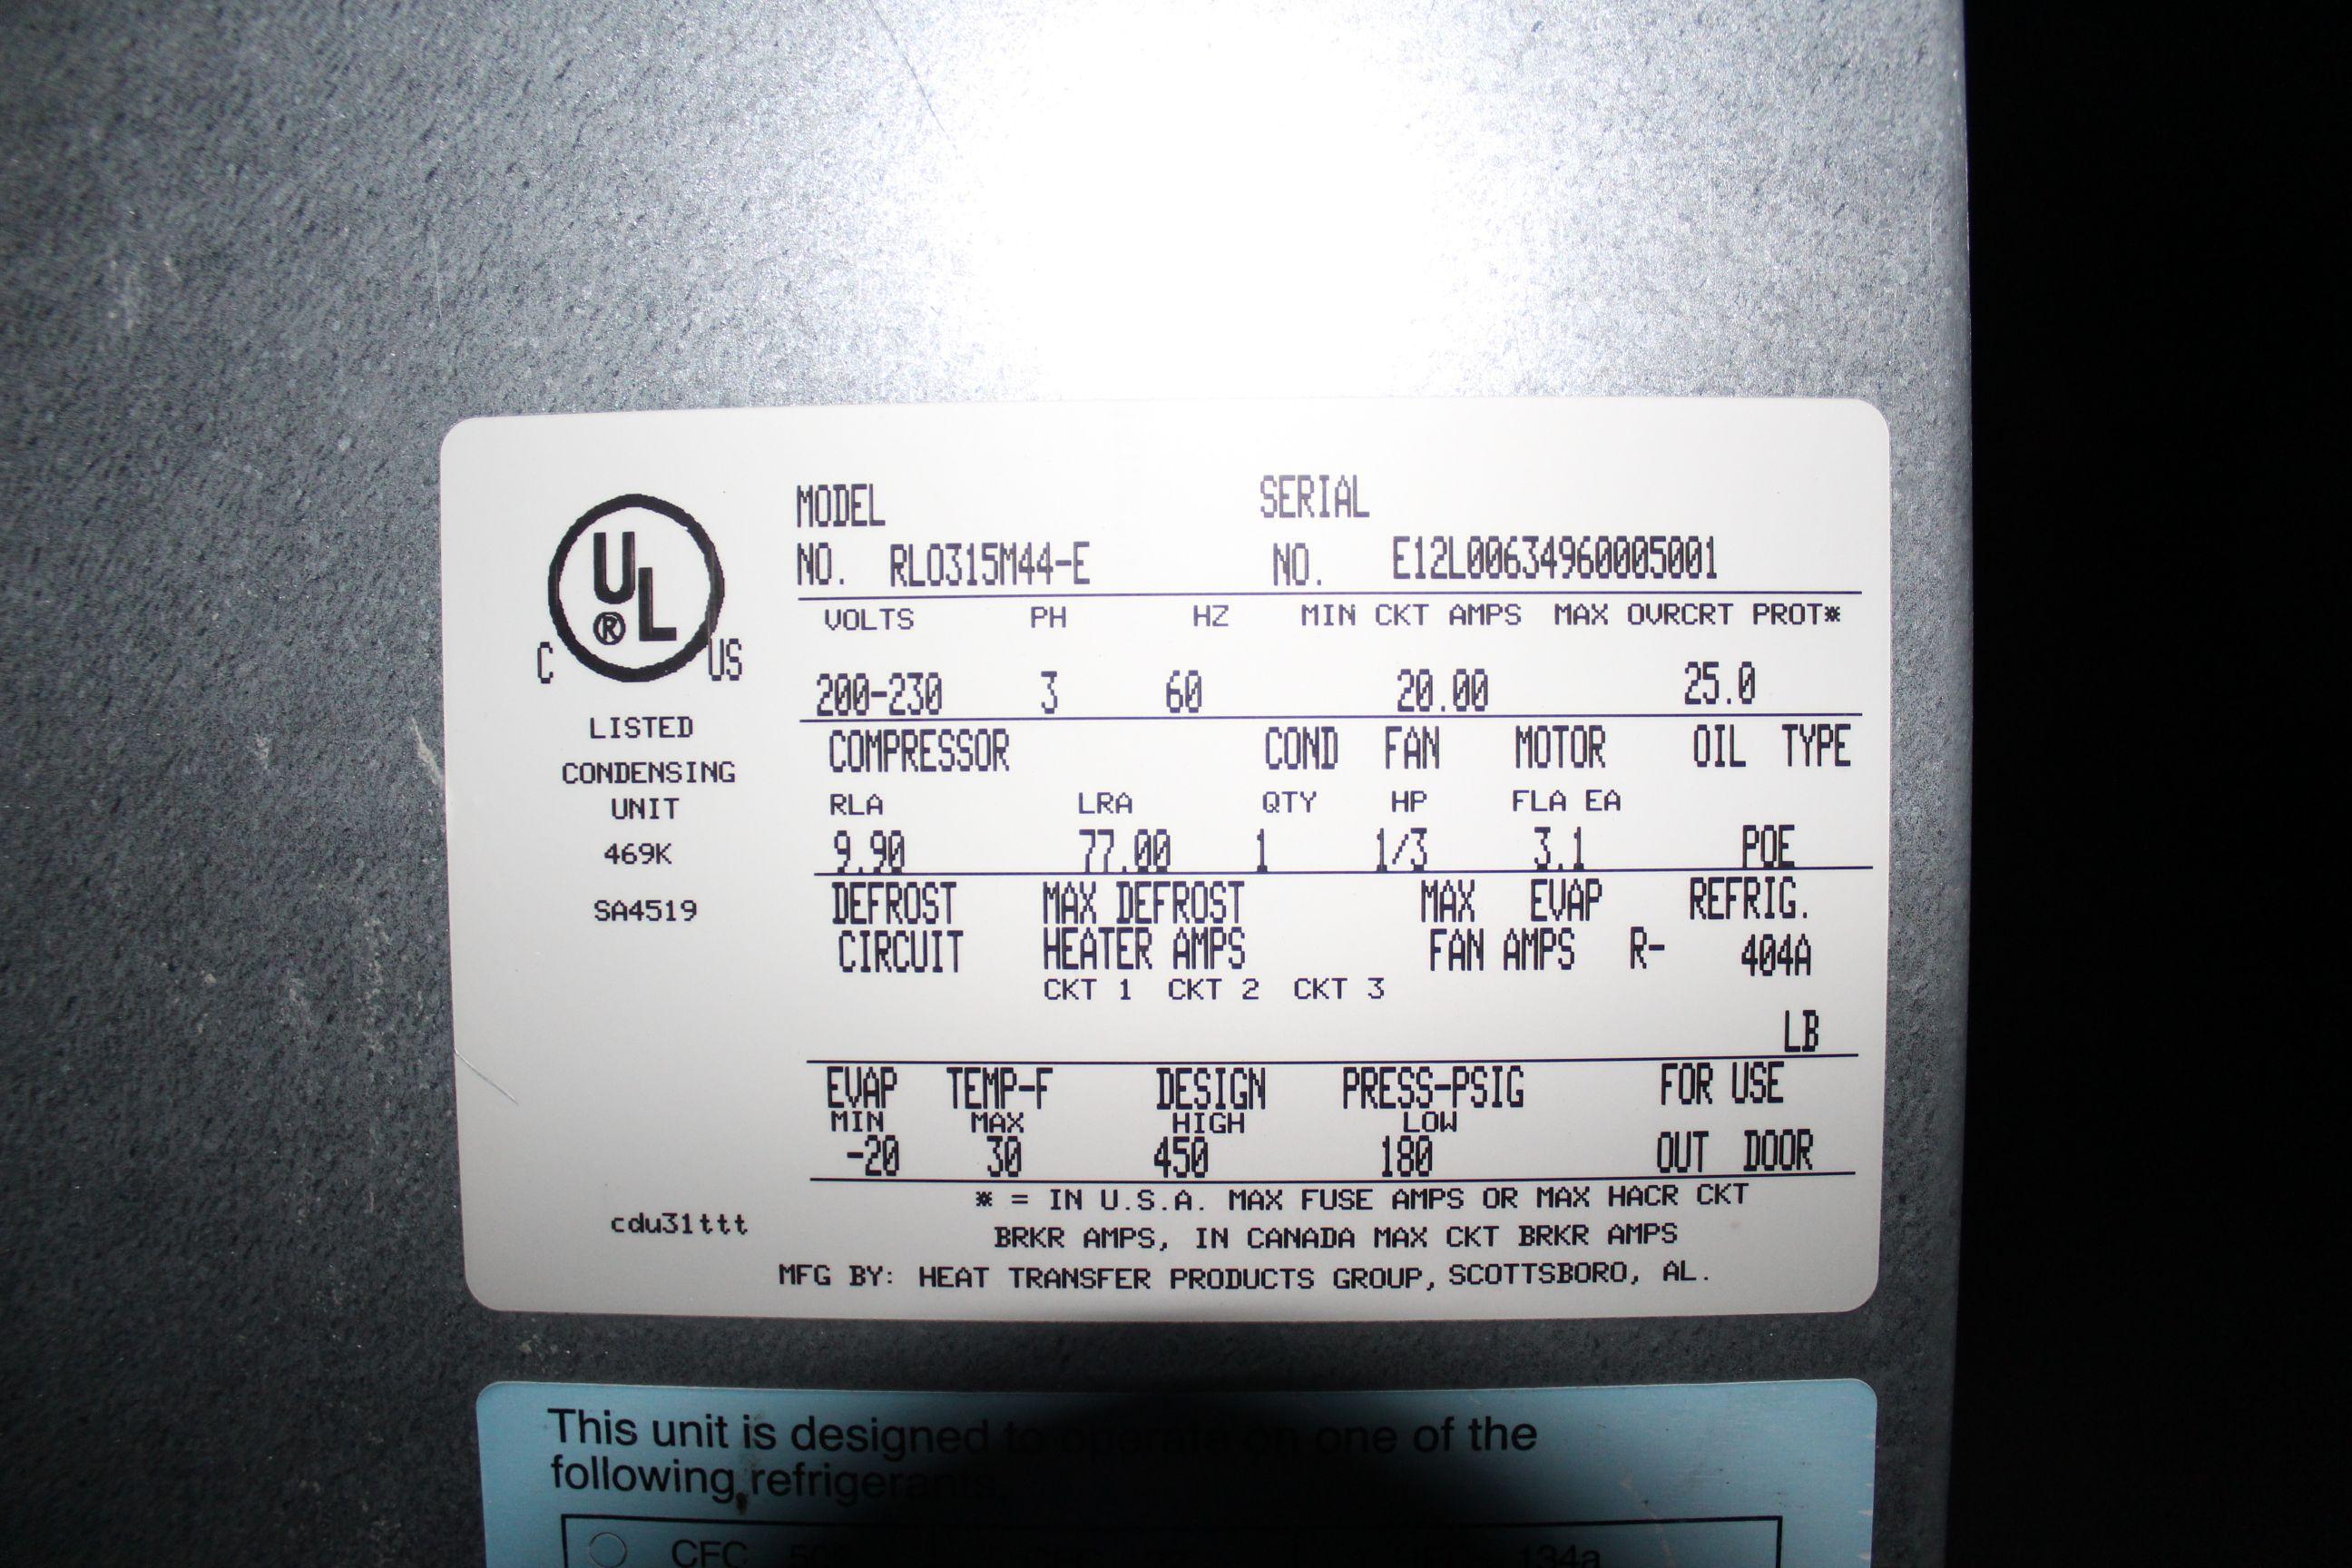 MODEL SERIAL
NO. RL0315M44-E NO. E12L00634960005001
VOLTS PH HZ MIN CKT AMPS MAX OVRCRT PROT*
200-230 3 60 20.00 25.0
COMPRESSOR COND FAN MOTOR OIL TYPE
RLA LRA QTY HP FLA EA
9.90 77.00 1 1/3 3.1 POE
DEFROST MAX DEFROST MAX EVAP REFRIG.
CIRCUIT HEATER AMPS FAN AMPS R- 404A
CKT 1 CKT 2 CKT 3
LB
EVAP TEMP-F DESIGN PRESS-PSIG FOR USE
MIN MAX HIGH LOW
-20 30 450 180 OUT DOOR
* = IN U.S.A. MAX FUSE AMPS OR MAX HACR CKT
BRKR AMPS, IN CANADA MAX CKT BRKR AMPS
MFG BY: HEAT TRANSFER PRODUCTS GROUP, SCOTTSBORO, AL.
C UL ® US
LISTED
CONDENSING
UNIT
469K
SA4519
cdu31ttt
This unit is designed to operate on one of the
following refrigerants.
CFC 134a